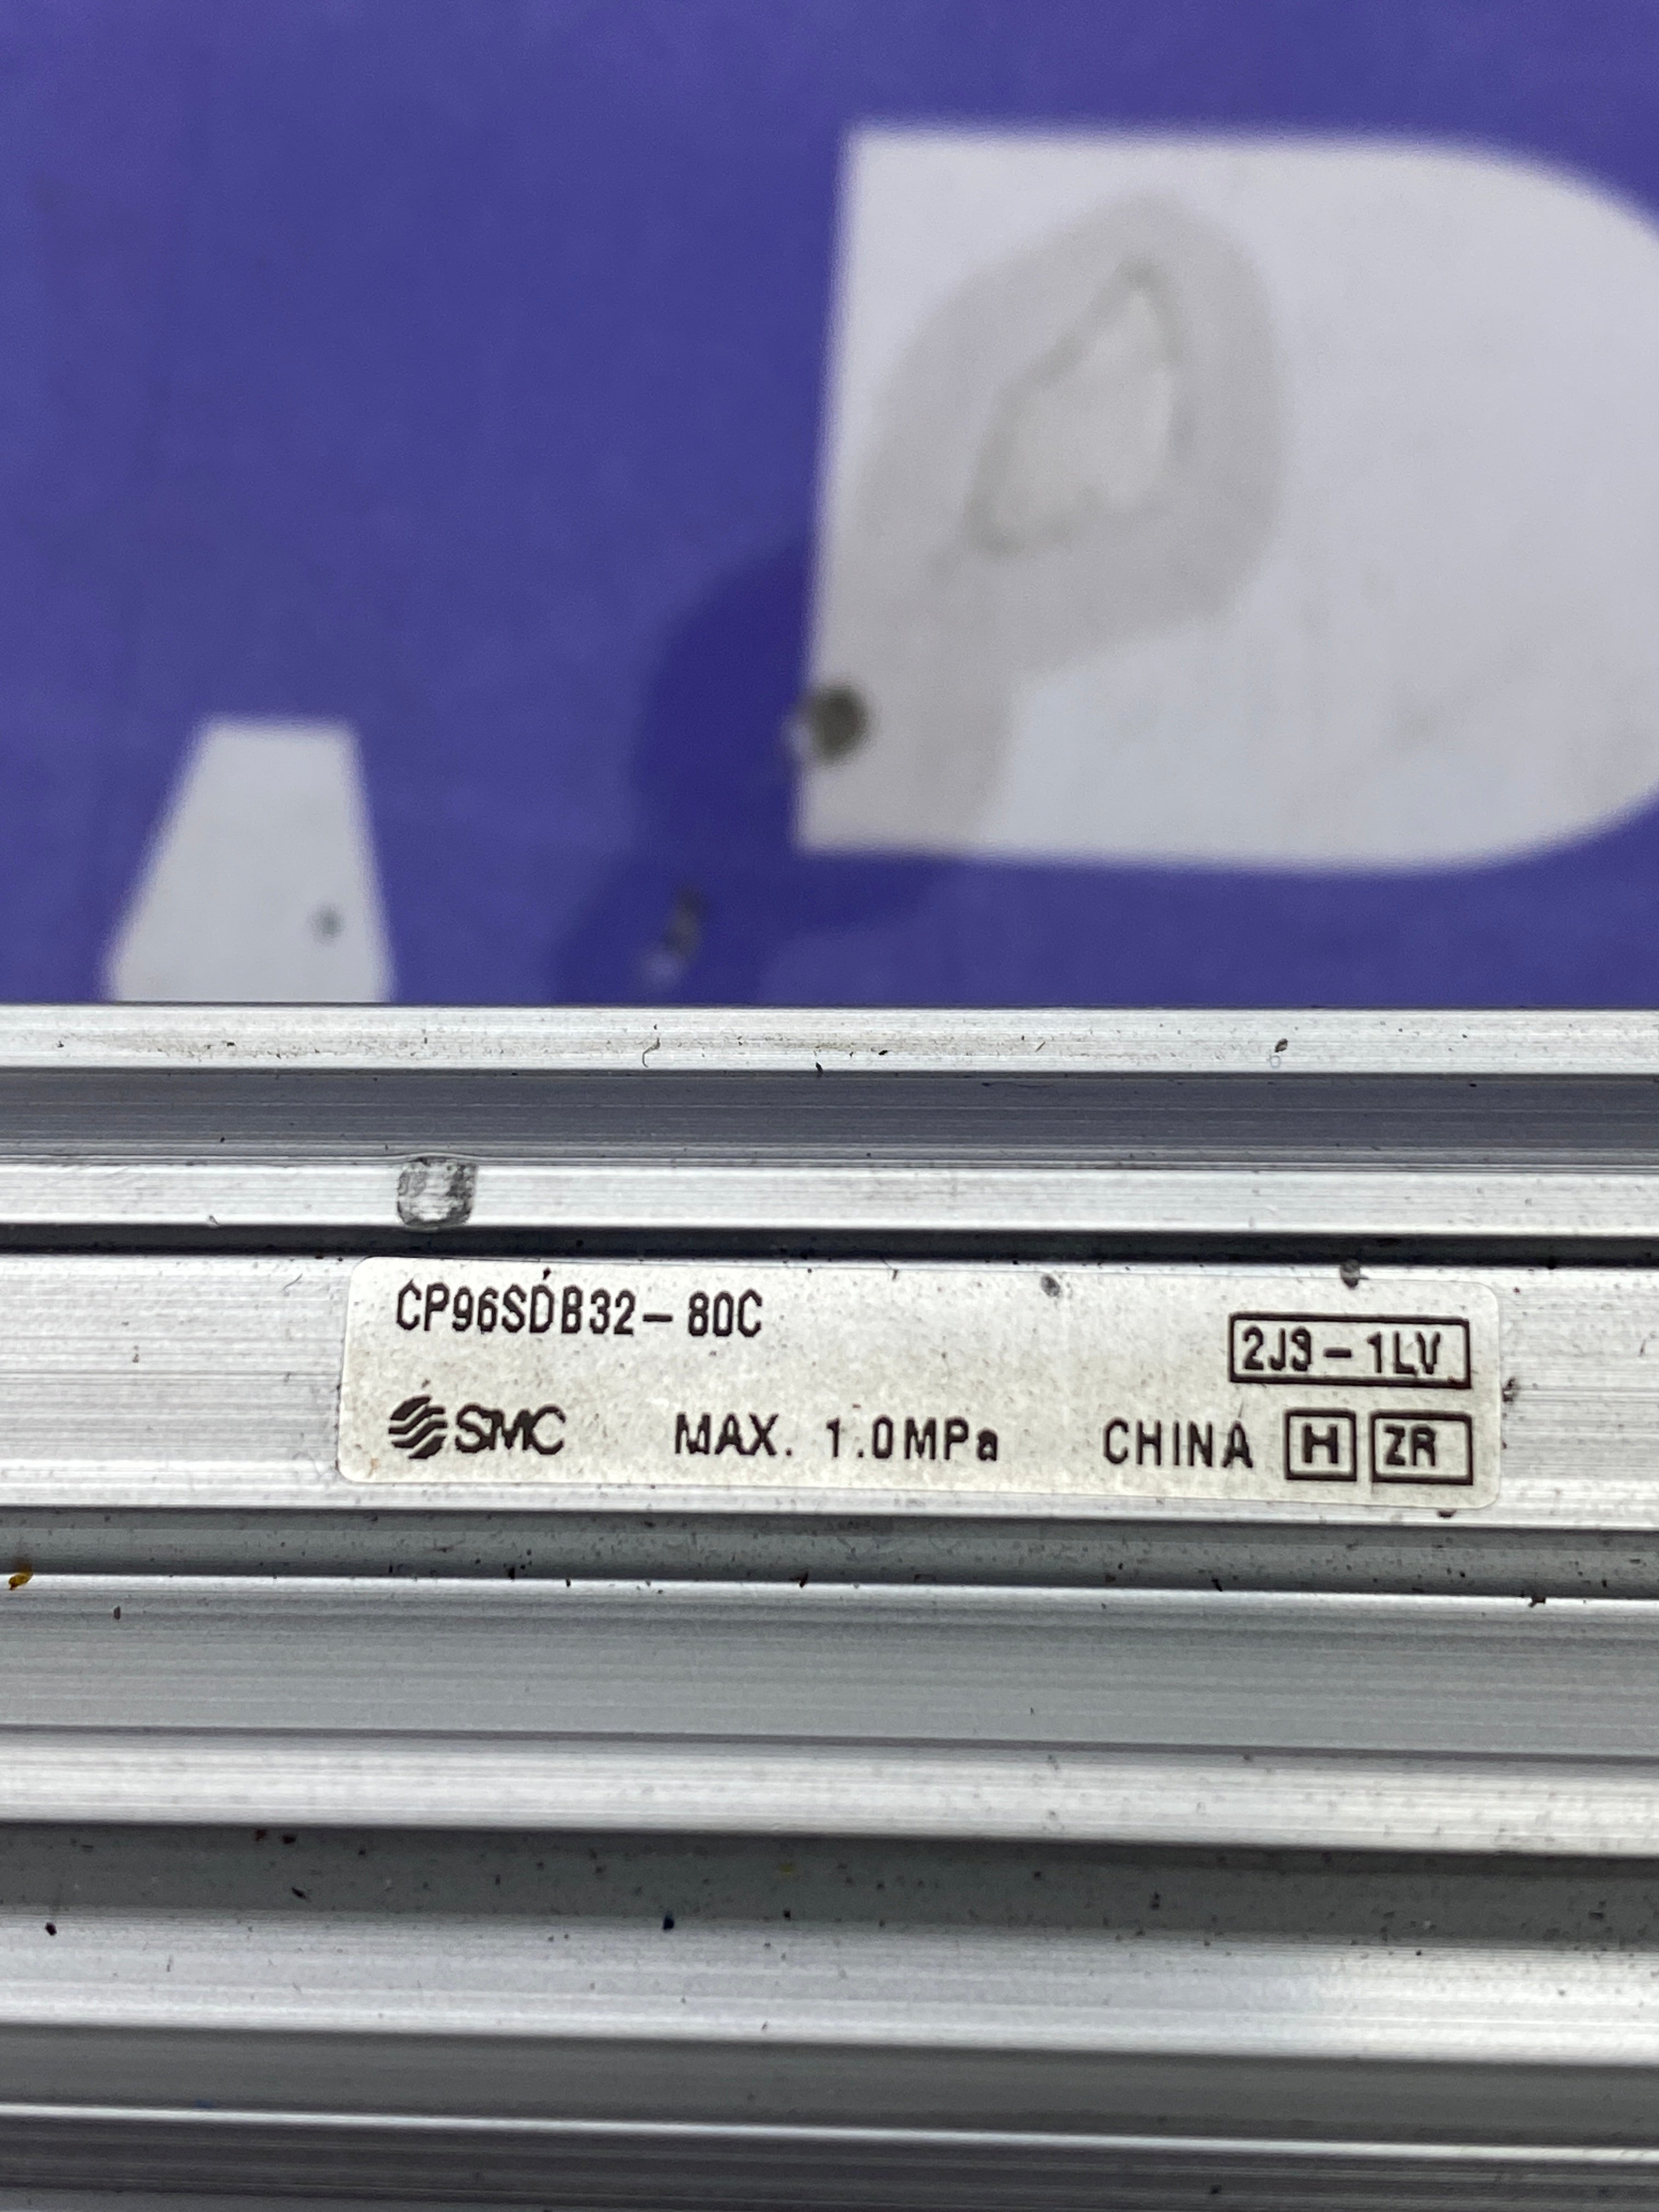 CP96SDB32-80C
2J3-1LV
SMC MAX. 1.0MPa CHINA H ZR